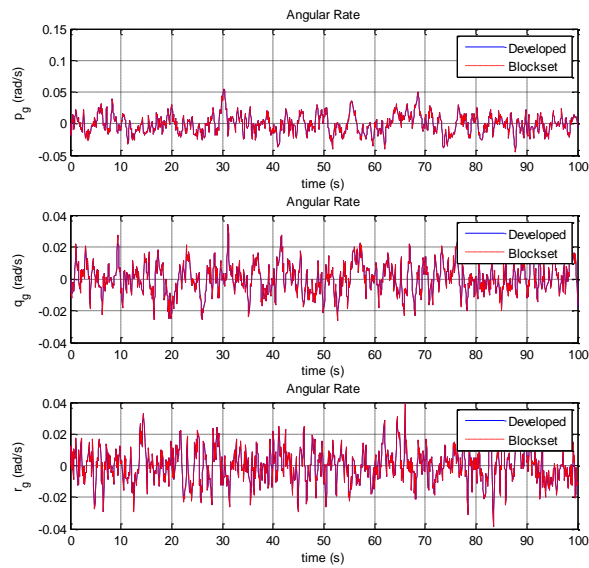 Angular Rate
0.15
0.1
0.05
0
-0.05
p_g (rad/s)
Developed
Blockset
0 10 20 30 40 50 60 70 80 90 100
time (s)
Angular Rate
0.04
0.02
0
-0.02
-0.04
q_g (rad/s)
Developed
Blockset
0 10 20 30 40 50 60 70 80 90 100
time (s)
Angular Rate
0.04
0.02
0
-0.02
-0.04
r_g (rad/s)
Developed
Blockset
0 10 20 30 40 50 60 70 80 90 100
time (s)